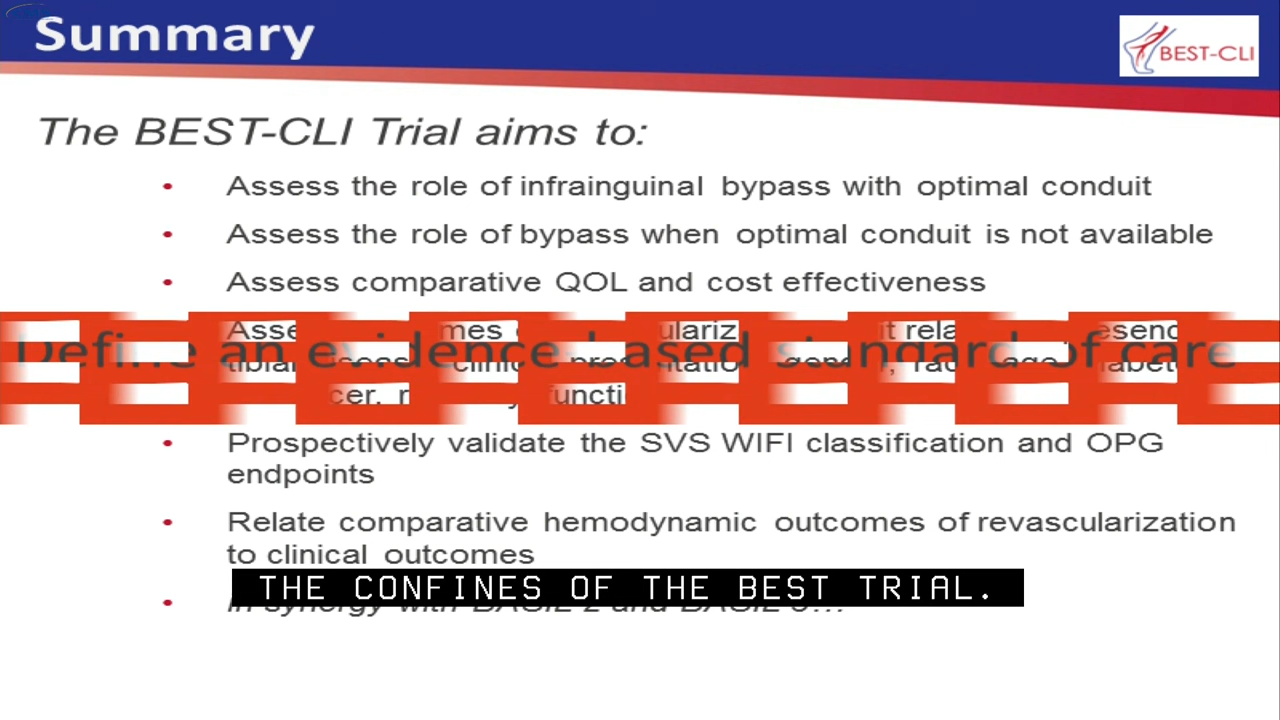 Summary
BEST-CLI
The BEST-CLI Trial aims to:
• Assess the role of infrainguinal bypass with optimal conduit
• Assess the role of bypass when optimal conduit is not available
• Assess comparative QOL and cost effectiveness
Define an evidence based standard of care
• Prospectively validate the SVS WIFI classification and OPG
endpoints
• Relate comparative hemodynamic outcomes of revascularization
to clinical outcomes
THE CONFINES OF THE BEST TRIAL.